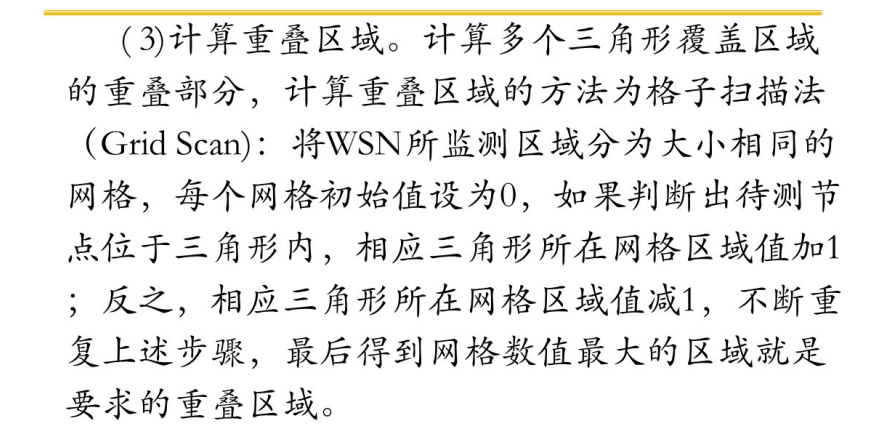 (3)计算重叠区域。计算多个三角形覆盖区域
的重叠部分，计算重叠区域的方法为格子扫描法
（Grid Scan)：将WSN所监测区域分为大小相同的
网格，每个网格初始值设为0，如果判断出待测节
点位于三角形内，相应三角形所在网格区域值加1
；反之，相应三角形所在网格区域值减1，不断重
复上述步骤，最后得到网格数值最大的区域就是
要求的重叠区域。